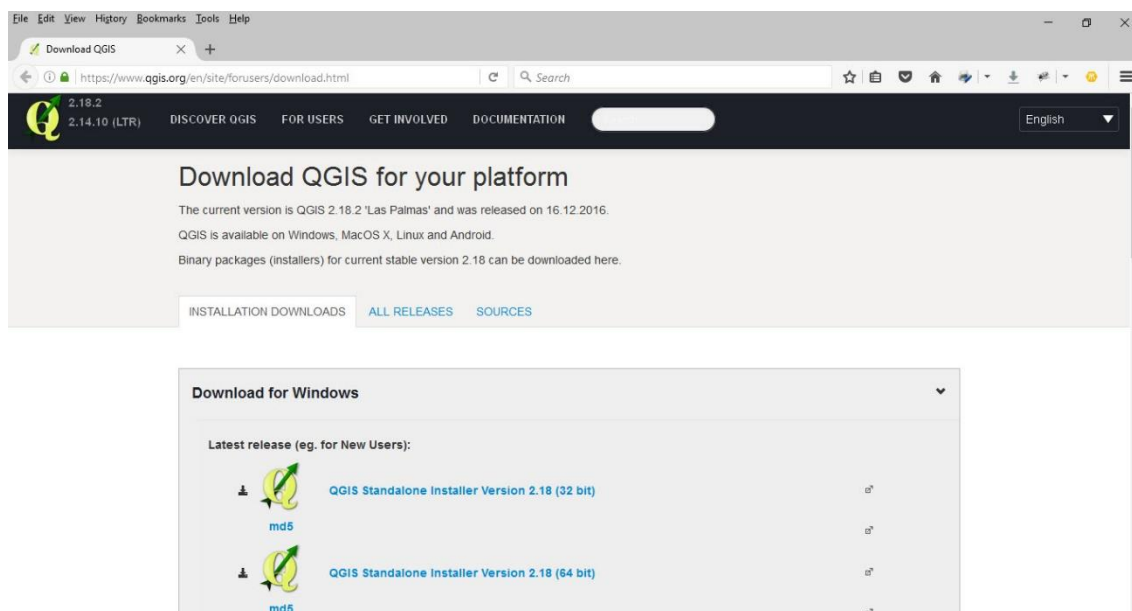 File Edit View History Bookmarks Tools Help
Download QGIS
https://www.qgis.org/en/site/forusers/download.html
Search
2.18.2
2.14.10 (LTR)
DISCOVER QGIS FOR USERS GET INVOLVED DOCUMENTATION
English
Download QGIS for your platform
The current version is QGIS 2.18.2 'Las Palmas' and was released on 16.12.2016.
QGIS is available on Windows, MacOS X, Linux and Android.
Binary packages (installers) for current stable version 2.18 can be downloaded here.
INSTALLATION DOWNLOADS ALL RELEASES SOURCES
Download for Windows
Latest release (eg. for New Users):
QGIS Standalone Installer Version 2.18 (32 bit)
md5
QGIS Standalone Installer Version 2.18 (64 bit)
md5